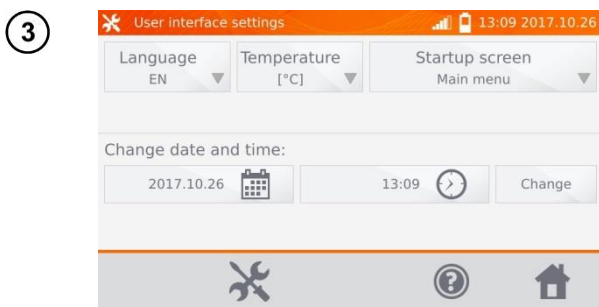 3
User interface settings 13:09 2017.10.26
Language Temperature Startup screen
EN [°C] Main menu
Change date and time:
2017.10.26 13:09 Change
?